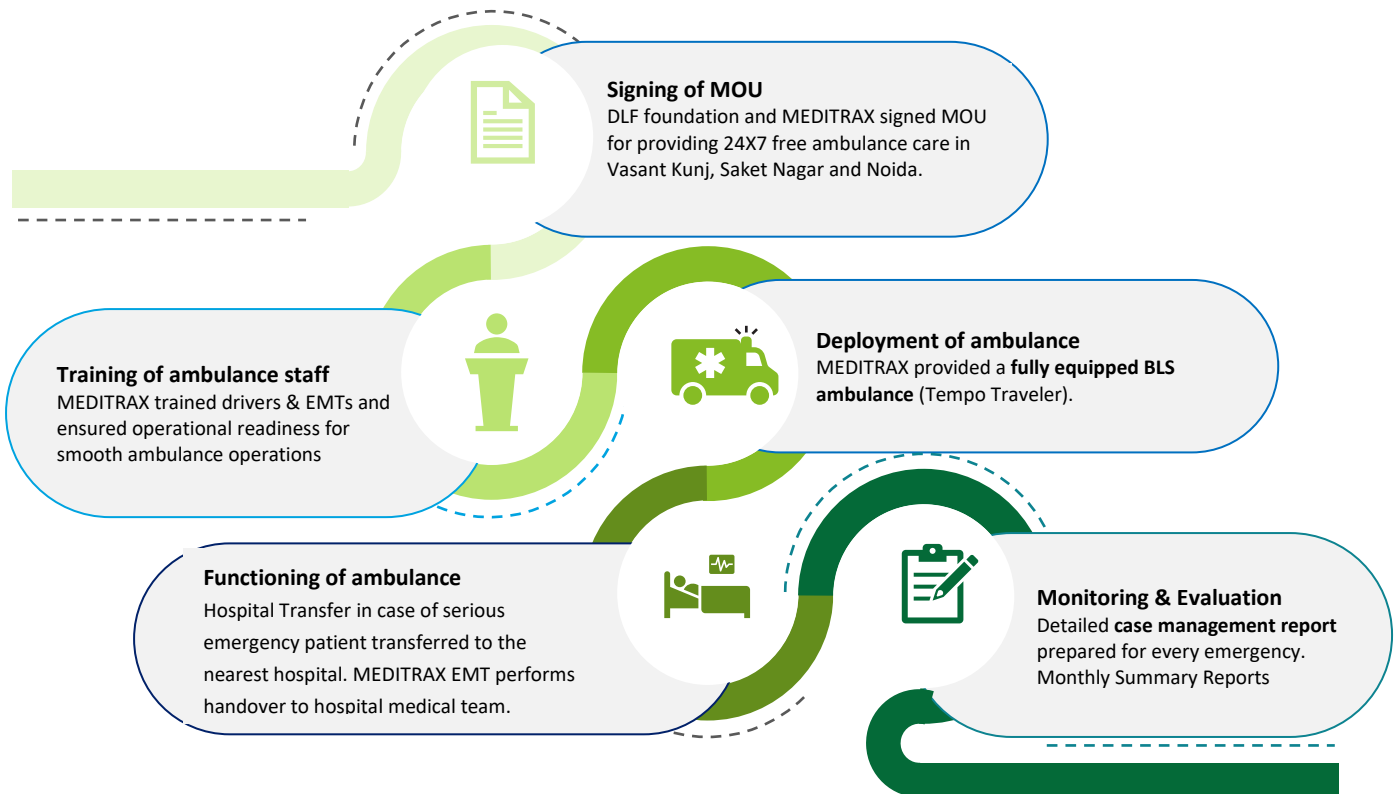 Signing of MOU
DLF foundation and MEDITRAX signed MOU
for providing 24X7 free ambulance care in
Vasant Kunj, Saket Nagar and Noida.
Training of ambulance staff
MEDITRAX trained drivers & EMTs and
ensured operational readiness for
smooth ambulance operations
Deployment of ambulance
MEDITRAX provided a fully equipped BLS
ambulance (Tempo Traveler).
Functioning of ambulance
Hospital Transfer in case of serious
emergency patient transferred to the
nearest hospital. MEDITRAX EMT performs
handover to hospital medical team.
Monitoring & Evaluation
Detailed case management report
prepared for every emergency.
Monthly Summary Reports